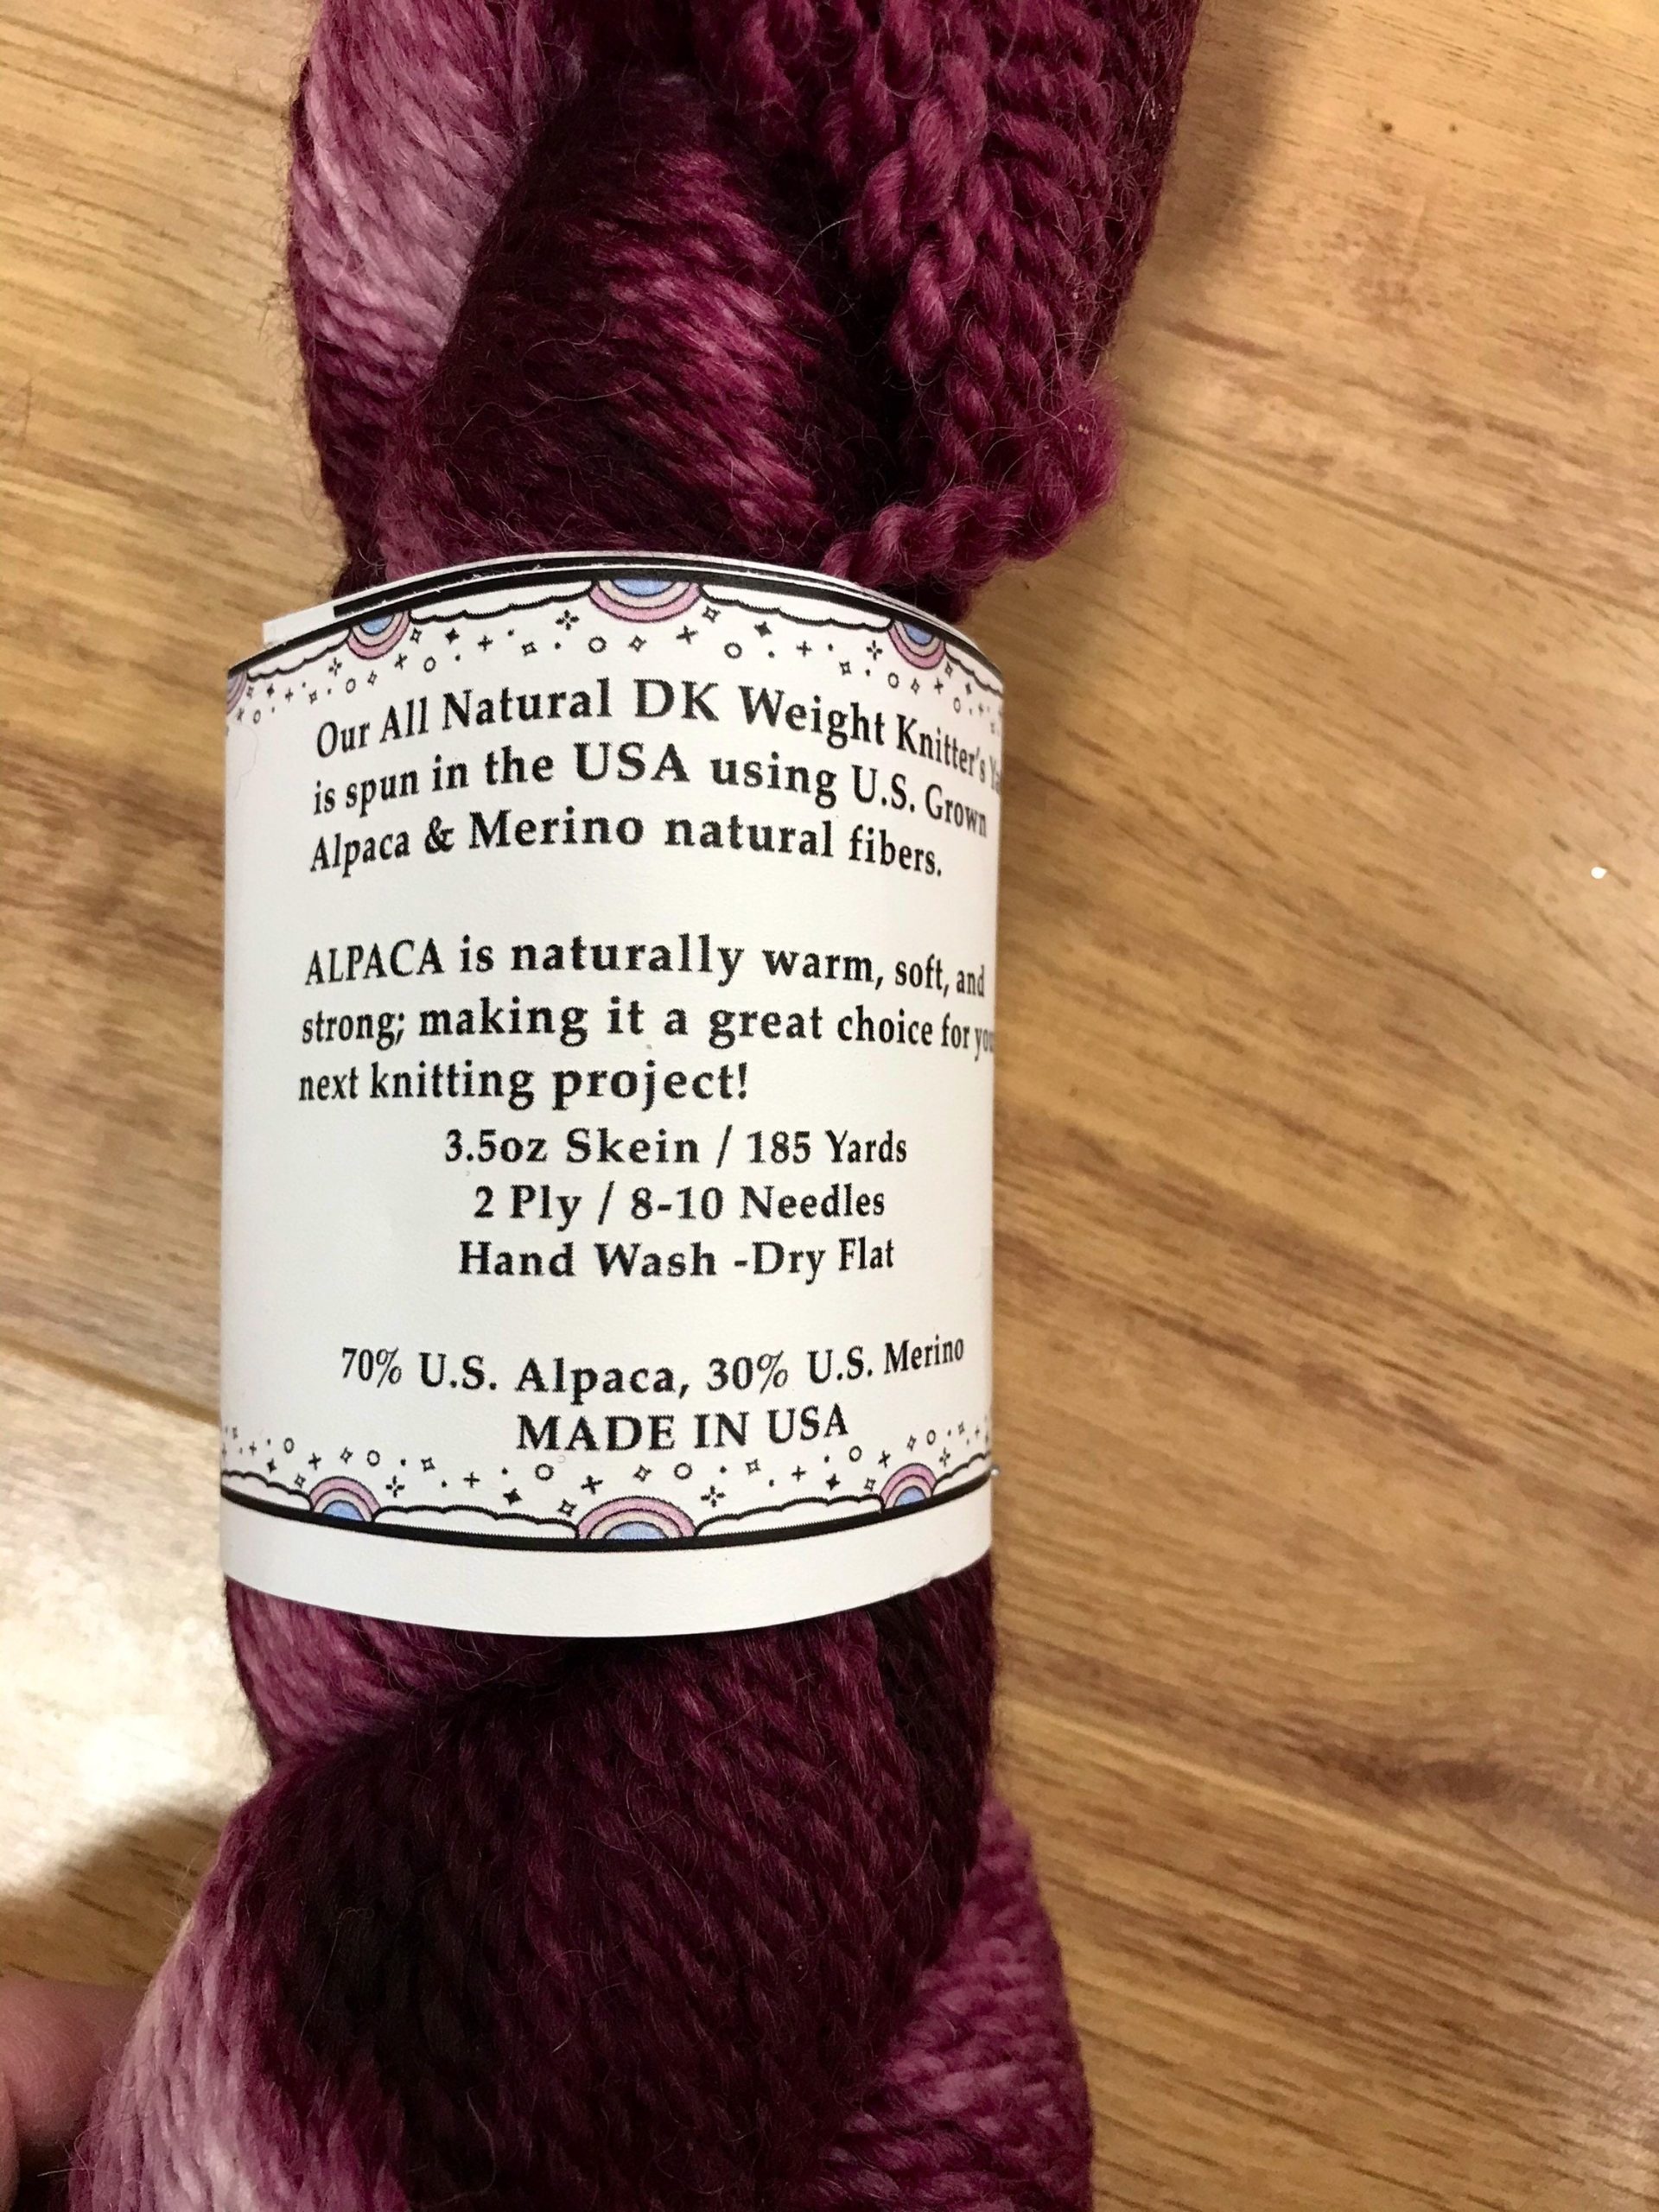 Our All Natural DK Weight Knitter's
is spun in the USA using U.S. Grown
Alpaca & Merino natural fibers.
ALPACA is naturally warm, soft, and
strong; making it a great choice for
next knitting project!
3.5oz Skein / 185 Yards
2 Ply / 8-10 Needles
Hand Wash -Dry Flat
70% U.S. Alpaca, 30% U.S. Merino
MADE IN USA